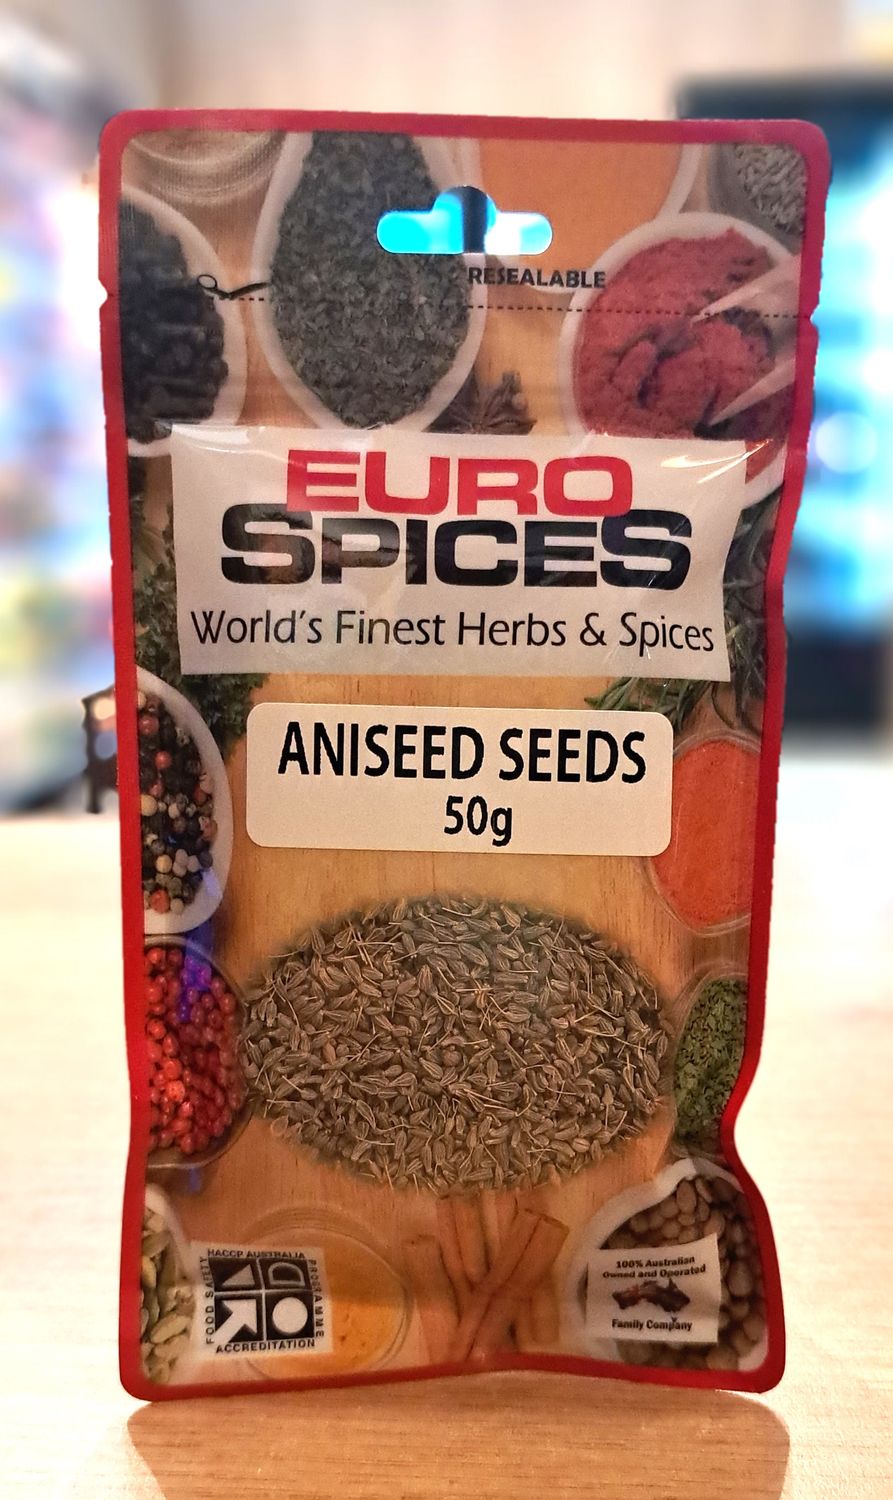 RESEALABLE
EURO
SPICES
World's Finest Herbs & Spices
ANISEED SEEDS
50g
HACCP AUSTRALIA
FOOD SAFETY
PROGRAMME
ACCREDITATION
100% Australian
Owned and Operated
Family Company